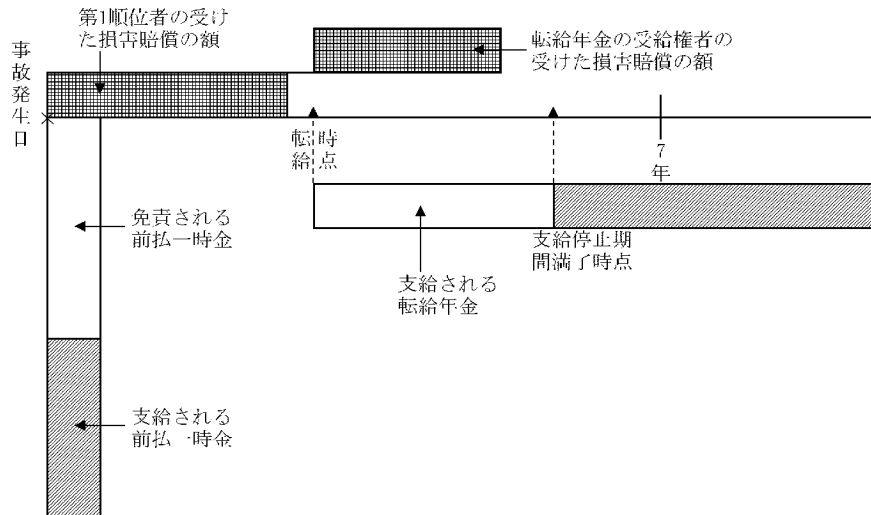 第1順位者の受け
た損害賠償の額
転給年金の受給権者の
受けた損害賠償の額
事故発生日
転給
時点
7年
免責される
前払一時金
支給される
転給年金
支給停止期
間満了時点
支給される
前払一時金